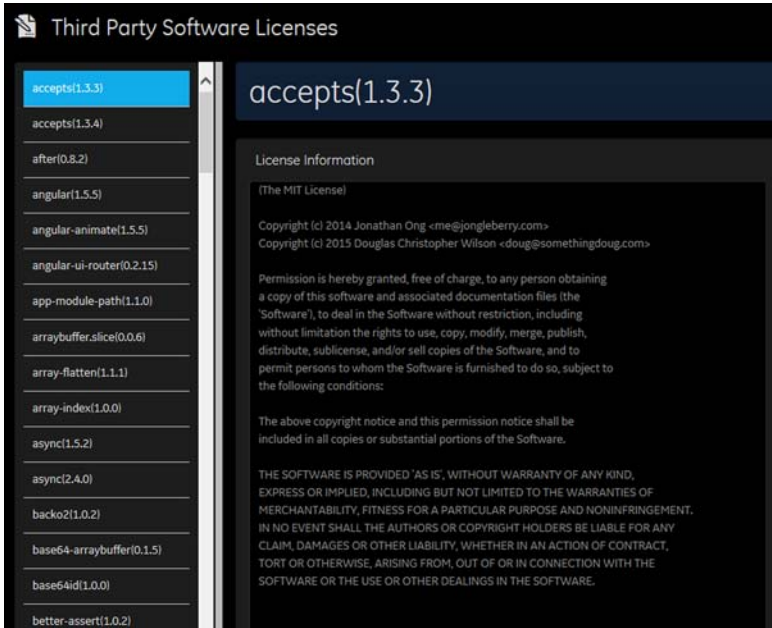 Third Party Software Licenses
accepts(1.3.3)
accepts(1.3.4)
after(0.8.2)
angular(1.5.5)
angular-animate(1.5.5)
angular-ui-router(0.2.15)
app-module-path(1.1.0)
arraybuffer.slice(0.0.6)
array-flatten(1.1.1)
array-index(1.0.0)
async(1.5.2)
async(2.4.0)
backo2(1.0.2)
base64-arraybuffer(0.1.5)
base64id(1.0.0)
better-assert(1.0.2)
accepts(1.3.3)
License Information
(The MIT License)
Copyright (c) 2014 Jonathan Ong <me@jongleberry.com>
Copyright (c) 2015 Douglas Christopher Wilson <doug@somethingdoug.com>
Permission is hereby granted, free of charge, to any person obtaining
a copy of this software and associated documentation files (the
'Software'), to deal in the Software without restriction, including
without limitation the rights to use, copy, modify, merge, publish,
distribute, sublicense, and/or sell copies of the Software, and to
permit persons to whom the Software is furnished to do so, subject to
the following conditions:
The above copyright notice and this permission notice shall be
included in all copies or substantial portions of the Software.
THE SOFTWARE IS PROVIDED 'AS IS', WITHOUT WARRANTY OF ANY KIND,
EXPRESS OR IMPLIED, INCLUDING BUT NOT LIMITED TO THE WARRANTIES OF
MERCHANTABILITY, FITNESS FOR A PARTICULAR PURPOSE AND NONINFRINGEMENT.
IN NO EVENT SHALL THE AUTHORS OR COPYRIGHT HOLDERS BE LIABLE FOR ANY
CLAIM, DAMAGES OR OTHER LIABILITY, WHETHER IN AN ACTION OF CONTRACT,
TORT OR OTHERWISE, ARISING FROM, OUT OF OR IN CONNECTION WITH THE
SOFTWARE OR THE USE OR OTHER DEALINGS IN THE SOFTWARE.